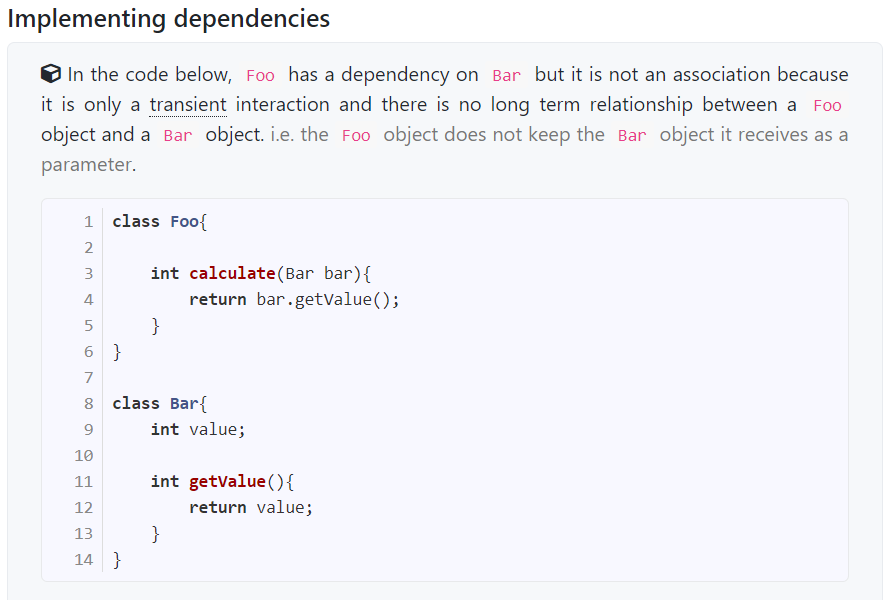 Implementing dependencies
In the code below, Foo has a dependency on Bar but it is not an association because
it is only a transient interaction and there is no long term relationship between a Foo
object and a Bar object. i.e. the Foo object does not keep the Bar object it receives as a
parameter.
1 class Foo{
2
3     int calculate(Bar bar){
4         return bar.getValue();
5     }
6 }
7
8 class Bar{
9     int value;
10
11     int getValue(){
12         return value;
13     }
14 }